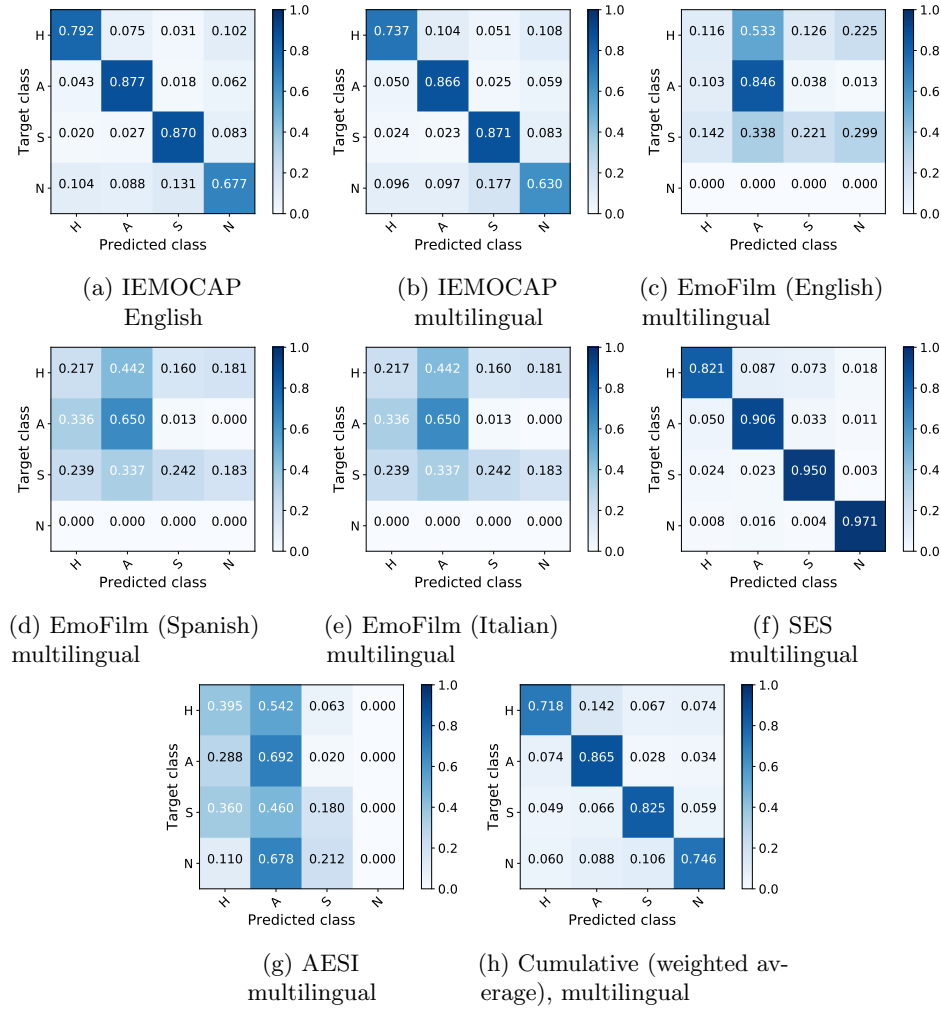 H 0.792 0.075 0.031 0.102
A 0.043 0.877 0.018 0.062
S 0.020 0.027 0.870 0.083
N 0.104 0.088 0.131 0.677
H A S N
Target class
Predicted class
1.0
0.8
0.6
0.4
0.2
0.0
(a) IEMOCAP
English
H 0.737 0.104 0.051 0.108
A 0.050 0.866 0.025 0.059
S 0.024 0.023 0.871 0.083
N 0.096 0.097 0.177 0.630
H A S N
Target class
Predicted class
1.0
0.8
0.6
0.4
0.2
0.0
(b) IEMOCAP
multilingual
H 0.116 0.533 0.126 0.225
A 0.103 0.846 0.038 0.013
S 0.142 0.338 0.221 0.299
N 0.000 0.000 0.000 0.000
H A S N
Target class
Predicted class
1.0
0.8
0.6
0.4
0.2
0.0
(c) EmoFilm (English)
multilingual
H 0.217 0.442 0.160 0.181
A 0.336 0.650 0.013 0.000
S 0.239 0.337 0.242 0.183
N 0.000 0.000 0.000 0.000
H A S N
Target class
Predicted class
1.0
0.8
0.6
0.4
0.2
0.0
(d) EmoFilm (Spanish)
multilingual
H 0.217 0.442 0.160 0.181
A 0.336 0.650 0.013 0.000
S 0.239 0.337 0.242 0.183
N 0.000 0.000 0.000 0.000
H A S N
Target class
Predicted class
1.0
0.8
0.6
0.4
0.2
0.0
(e) EmoFilm (Italian)
multilingual
H 0.821 0.087 0.073 0.018
A 0.050 0.906 0.033 0.011
S 0.024 0.023 0.950 0.003
N 0.008 0.016 0.004 0.971
H A S N
Target class
Predicted class
1.0
0.8
0.6
0.4
0.2
0.0
(f) SES
multilingual
H 0.395 0.542 0.063 0.000
A 0.288 0.692 0.020 0.000
S 0.360 0.460 0.180 0.000
N 0.110 0.678 0.212 0.000
H A S N
Target class
Predicted class
1.0
0.8
0.6
0.4
0.2
0.0
(g) AESI
multilingual
H 0.718 0.142 0.067 0.074
A 0.074 0.865 0.028 0.034
S 0.049 0.066 0.825 0.059
N 0.060 0.088 0.106 0.746
H A S N
Target class
Predicted class
1.0
0.8
0.6
0.4
0.2
0.0
(h) Cumulative (weighted av-
erage), multilingual